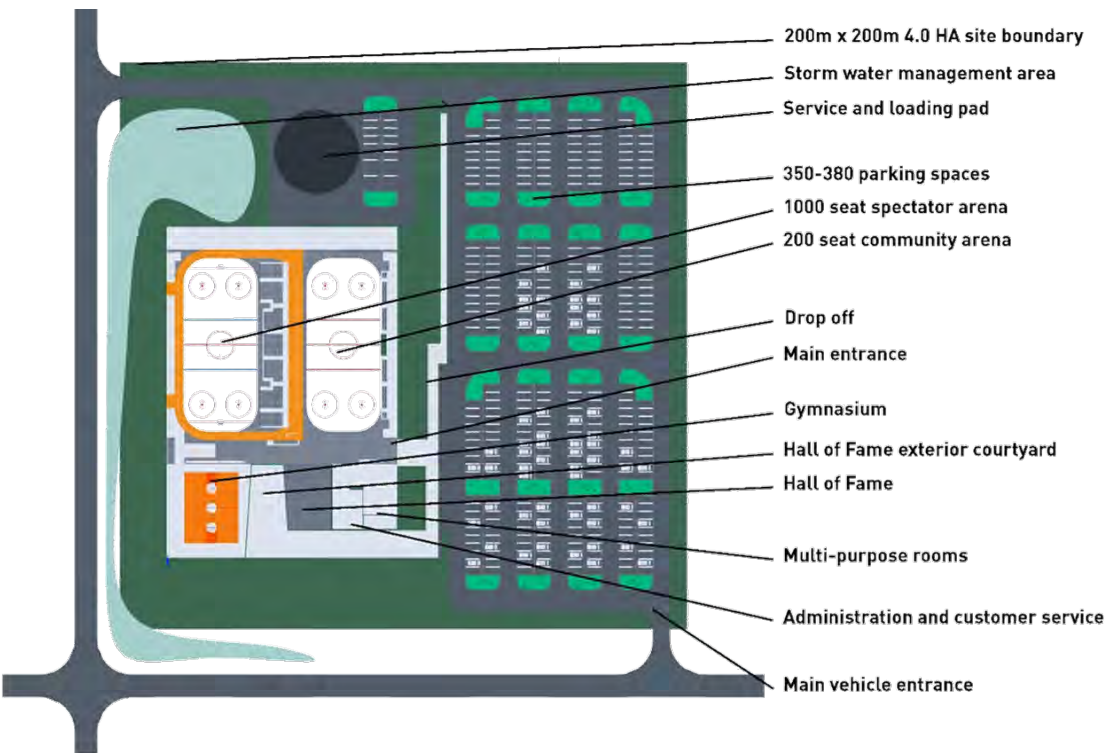 200m x 200m 4.0 HA site boundary
Storm water management area
Service and loading pad
350-380 parking spaces
1000 seat spectator arena
200 seat community arena
Drop off
Main entrance
Gymnasium
Hall of Fame exterior courtyard
Hall of Fame
Multi-purpose rooms
Administration and customer service
Main vehicle entrance